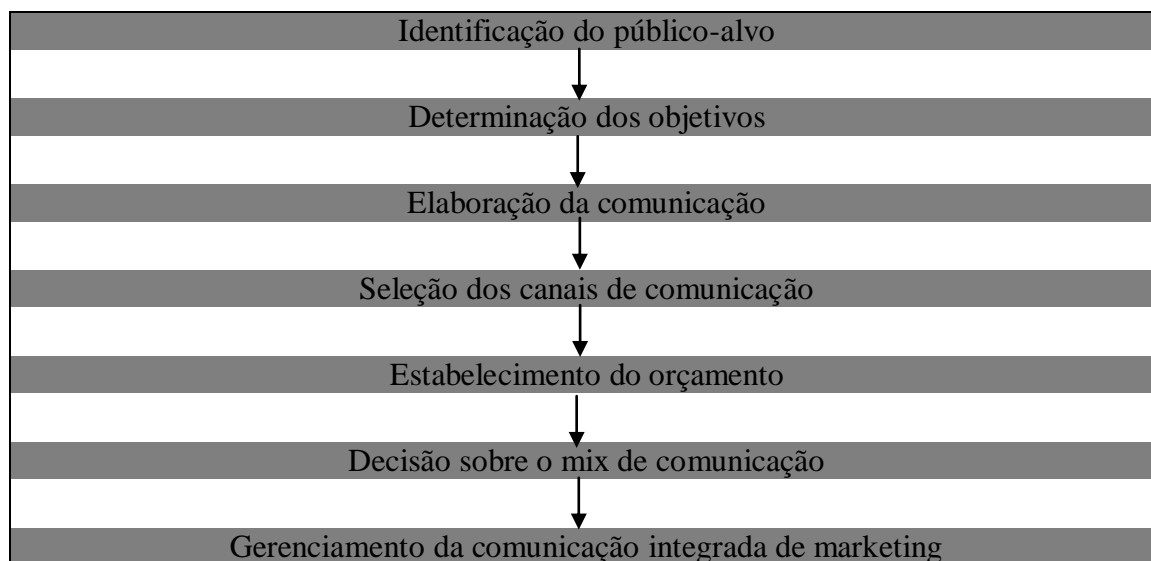 Identificação do público-alvo
Determinação dos objetivos
Elaboração da comunicação
Seleção dos canais de comunicação
Estabelecimento do orçamento
Decisão sobre o mix de comunicação
Gerenciamento da comunicação integrada de marketing